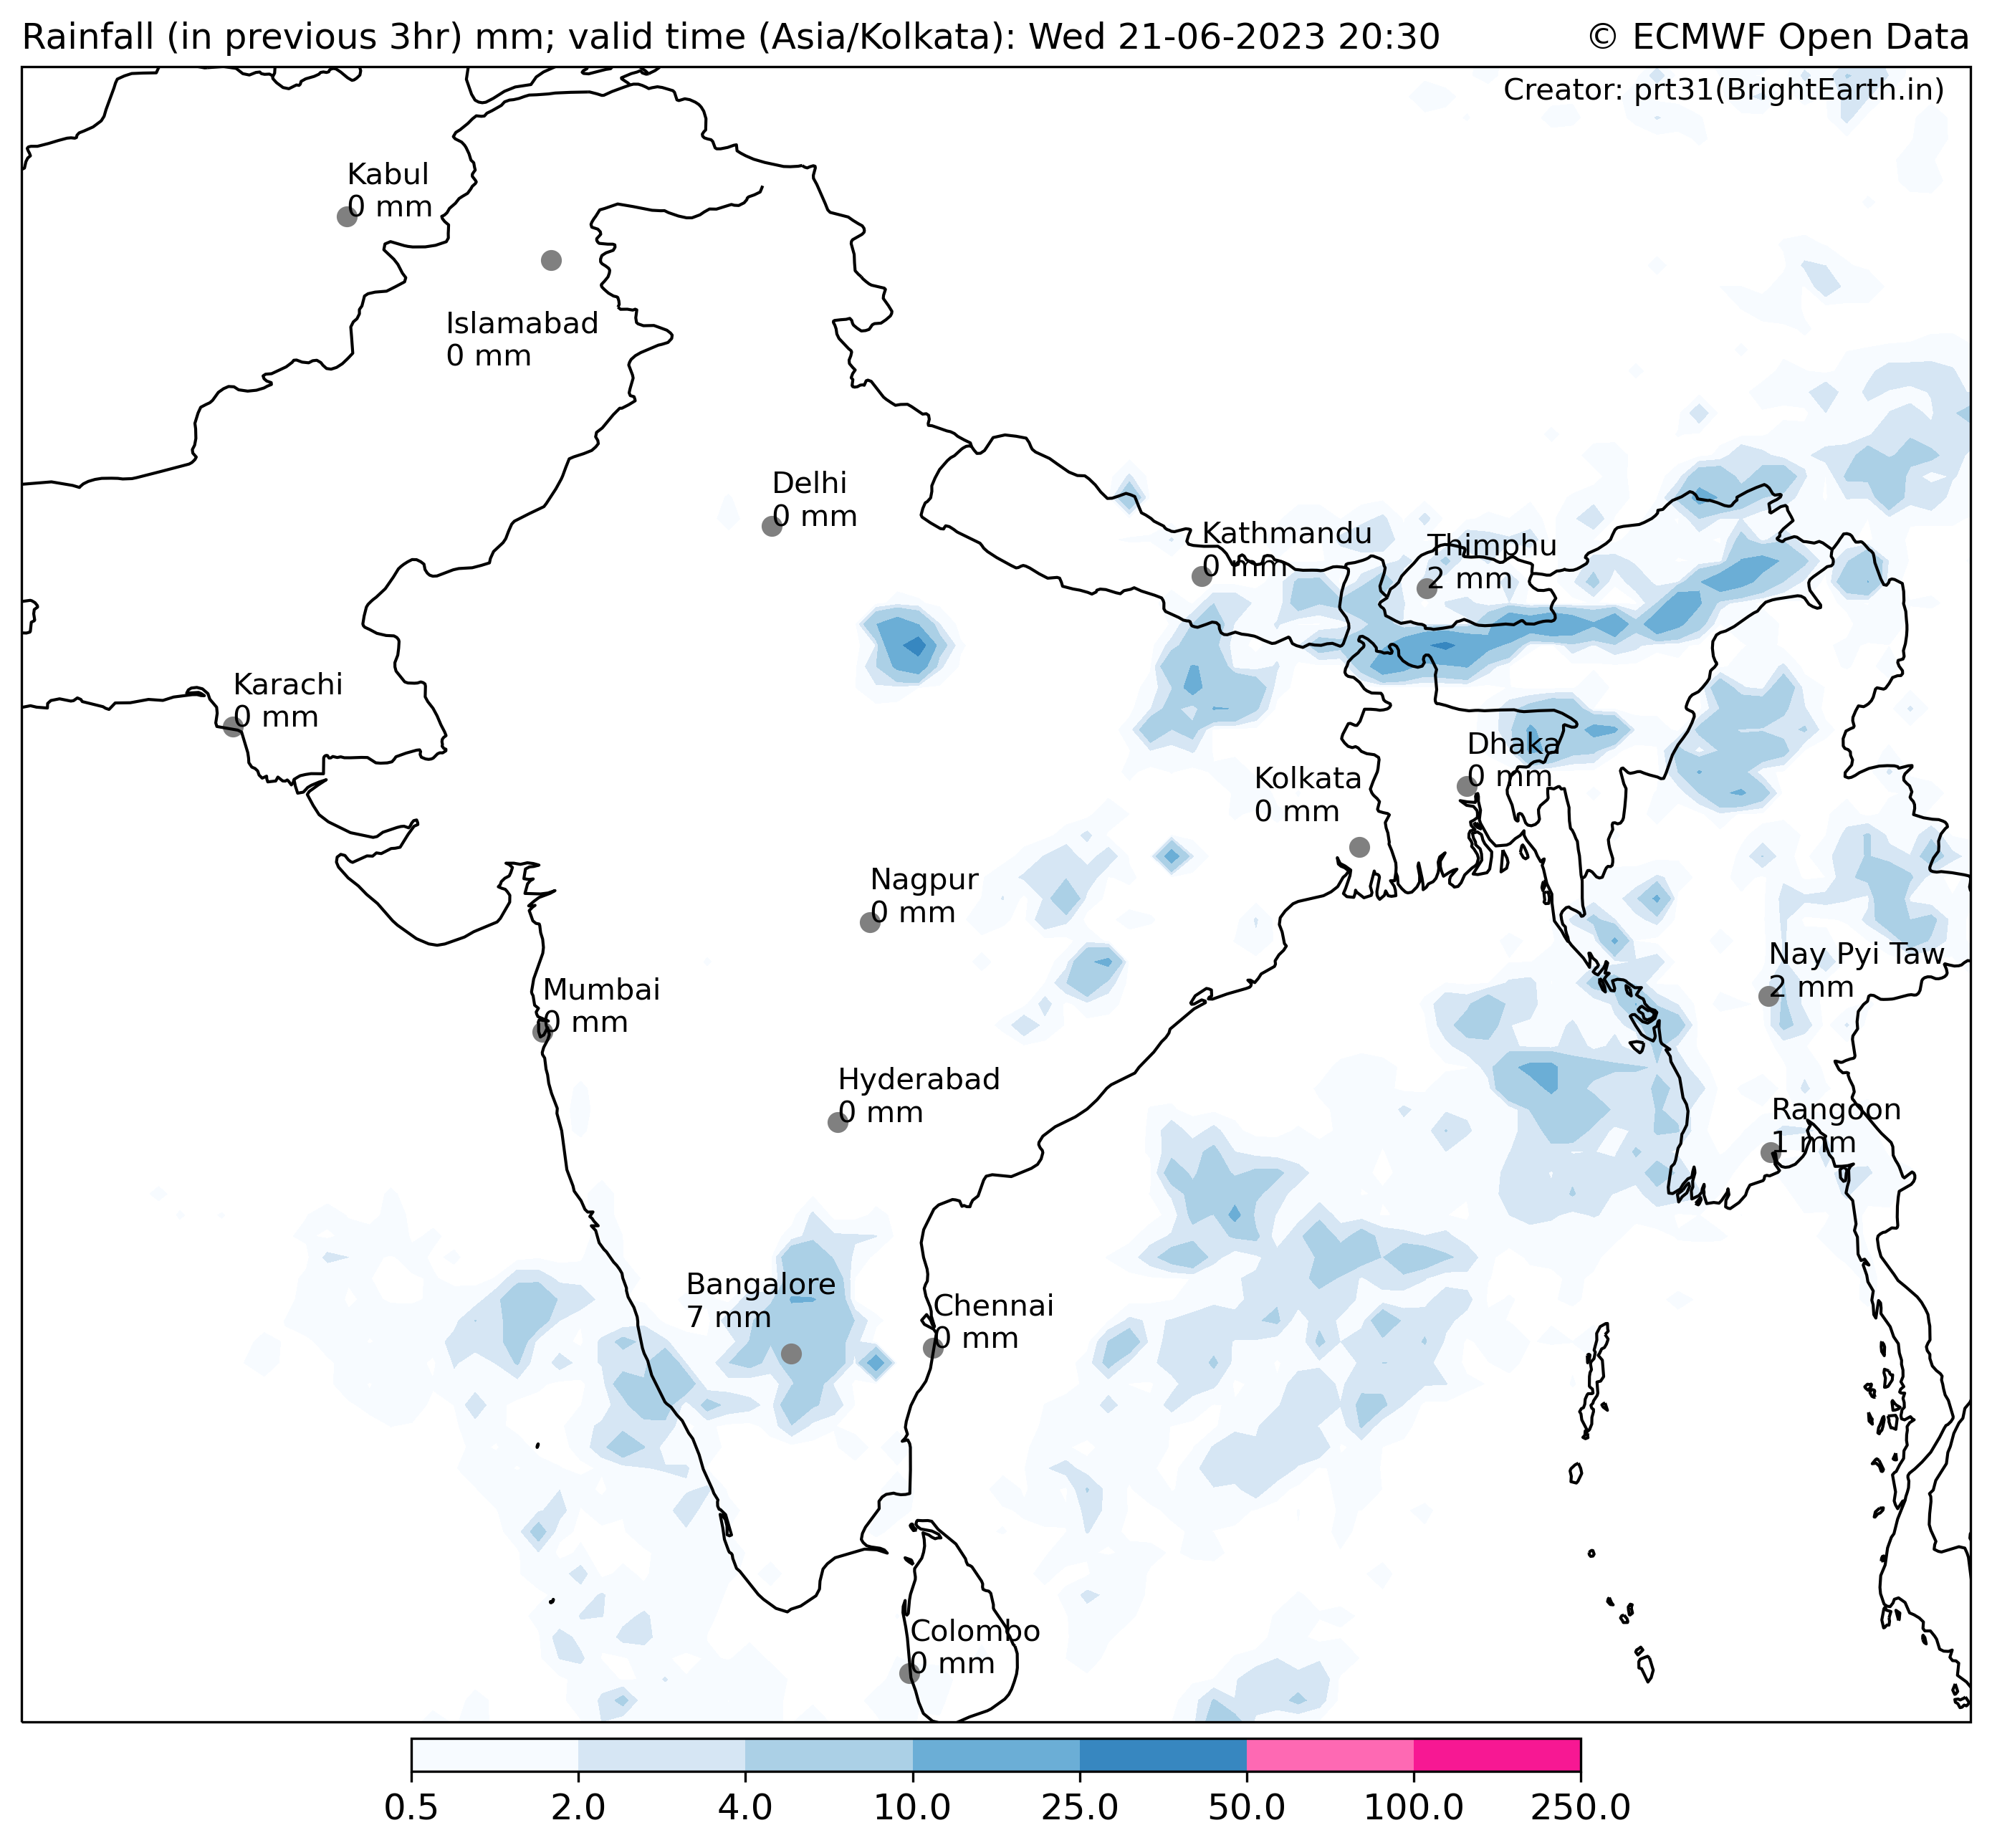 Rainfall (in previous 3hr) mm; valid time (Asia/Kolkata): Wed 21-06-2023 20:30
© ECMWF Open Data
Creator: prt31(BrightEarth.in)
Kabul
0 mm
Islamabad
0 mm
Delhi
0 mm
Kathmandu
0 mm
Thimphu
2 mm
Karachi
0 mm
Dhaka
0 mm
Kolkata
0 mm
Nagpur
0 mm
Nay Pyi Taw
2 mm
Mumbai
0 mm
Hyderabad
0 mm
Rangoon
1 mm
Bangalore
7 mm
Chennai
0 mm
Colombo
0 mm
0.5 2.0 4.0 10.0 25.0 50.0 100.0 250.0